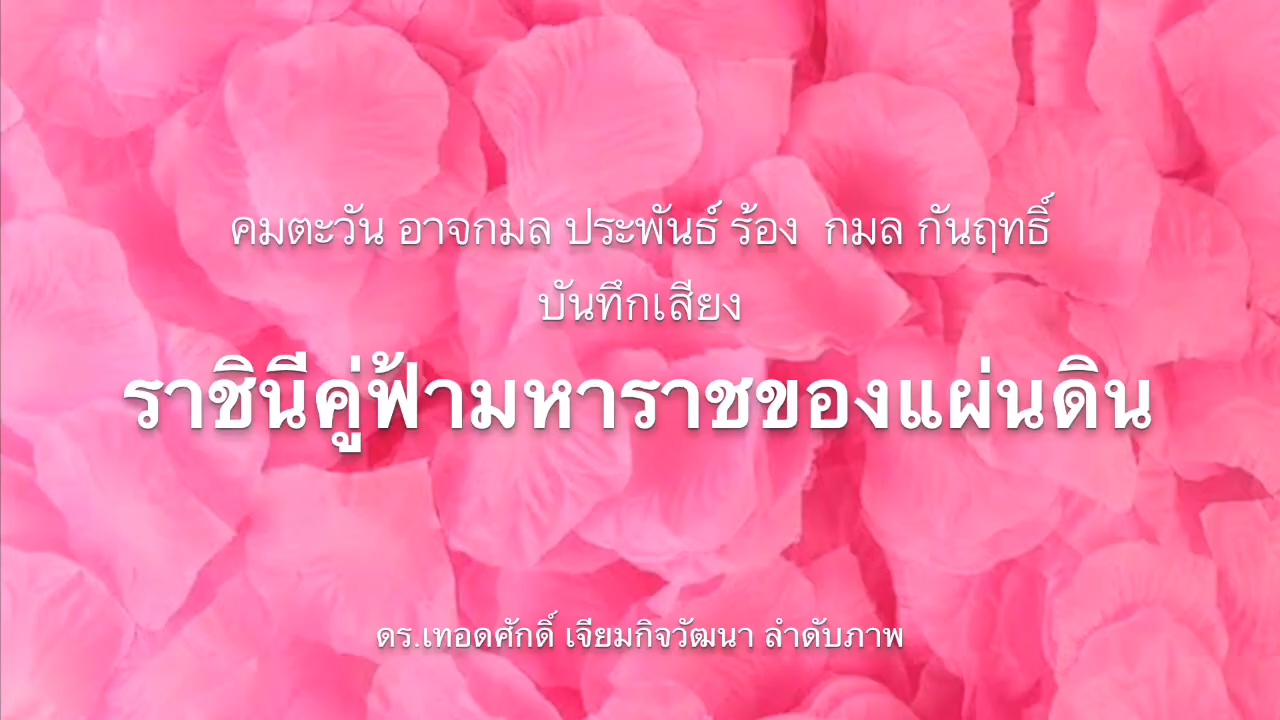 คมตะวัน อาจกมล ประพันธ์ ร้อง  กมล กันฤทธิ์
บันทึกเสียง
ราชินีคู่ฟ้ามหาราชของแผ่นดิน
ดร.เทอดศักดิ์ เจียมกิจวัฒนา ลำดับภาพ